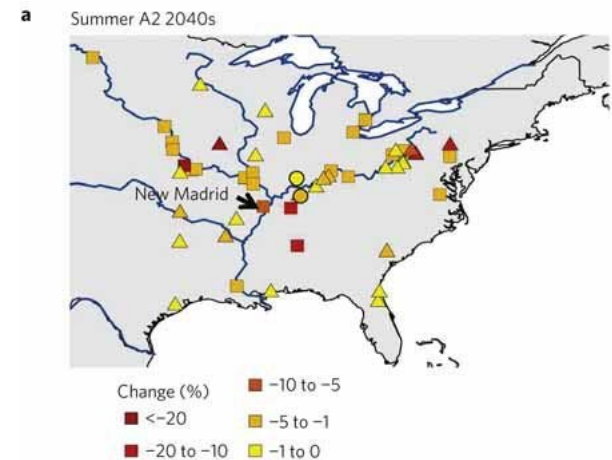 a
Summer A2 2040s
New Madrid
Change (%)
<−20
−20 to −10
−10 to −5
−5 to −1
−1 to 0